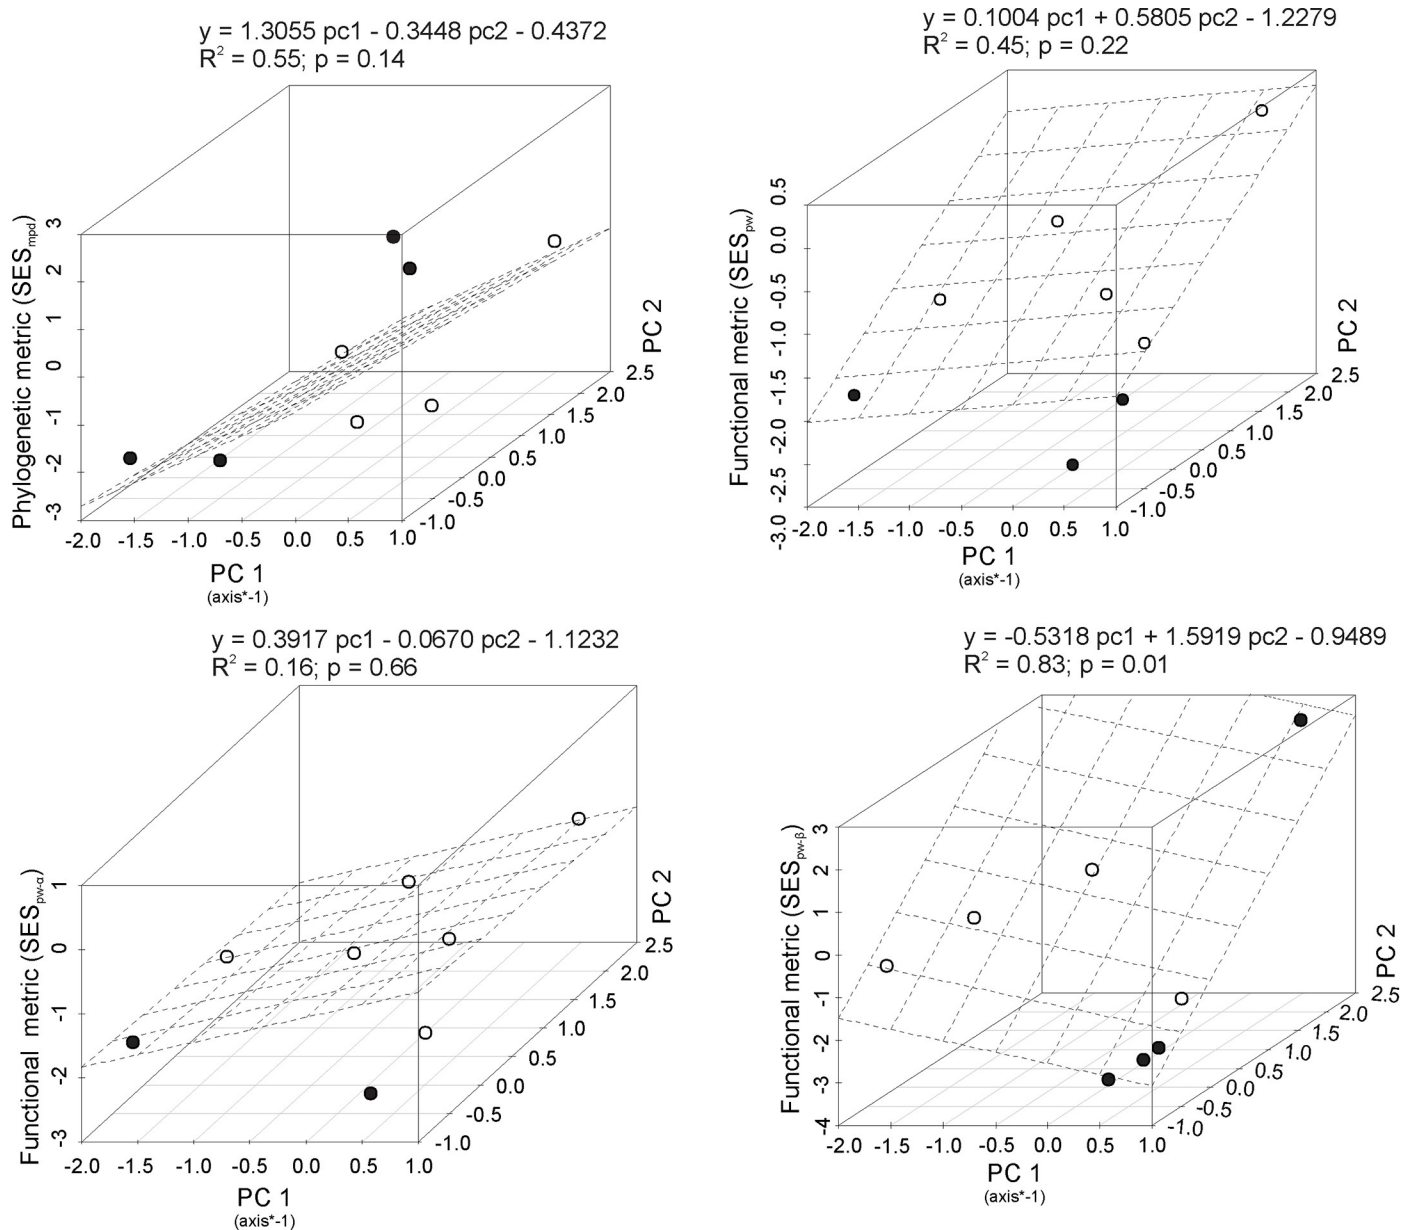 y = 1.3055 pc1 - 0.3448 pc2 - 0.4372
R² = 0.55; p = 0.14
Phylogenetic metric (SESmpd)
3
2
1
0
-1
-2
-3
-2.0 -1.5 -1.0 -0.5 0.0 0.5 1.0
PC 1
(axis*-1)
-1.0
-0.5
0.0
0.5
1.0
1.5
2.0
2.5
PC 2
y = 0.1004 pc1 + 0.5805 pc2 - 1.2279
R² = 0.45; p = 0.22
Functional metric (SESpw)
0.5
0.0
-0.5
-1.0
-1.5
-2.0
-2.5
-3.0
-2.0 -1.5 -1.0 -0.5 0.0 0.5 1.0
PC 1
(axis*-1)
-1.0
-0.5
0.0
0.5
1.0
1.5
2.0
2.5
PC 2
y = 0.3917 pc1 - 0.0670 pc2 - 1.1232
R² = 0.16; p = 0.66
Functional metric (SESpw-α)
1
0
-1
-2
-3
-2.0 -1.5 -1.0 -0.5 0.0 0.5 1.0
PC 1
(axis*-1)
-1.0
-0.5
0.0
0.5
1.0
1.5
2.0
2.5
PC 2
y = -0.5318 pc1 + 1.5919 pc2 - 0.9489
R² = 0.83; p = 0.01
Functional metric (SESpw-β)
3
2
1
0
-1
-2
-3
-4
-2.0 -1.5 -1.0 -0.5 0.0 0.5 1.0
PC 1
(axis*-1)
-1.0
-0.5
0.0
0.5
1.0
1.5
2.0
2.5
PC 2